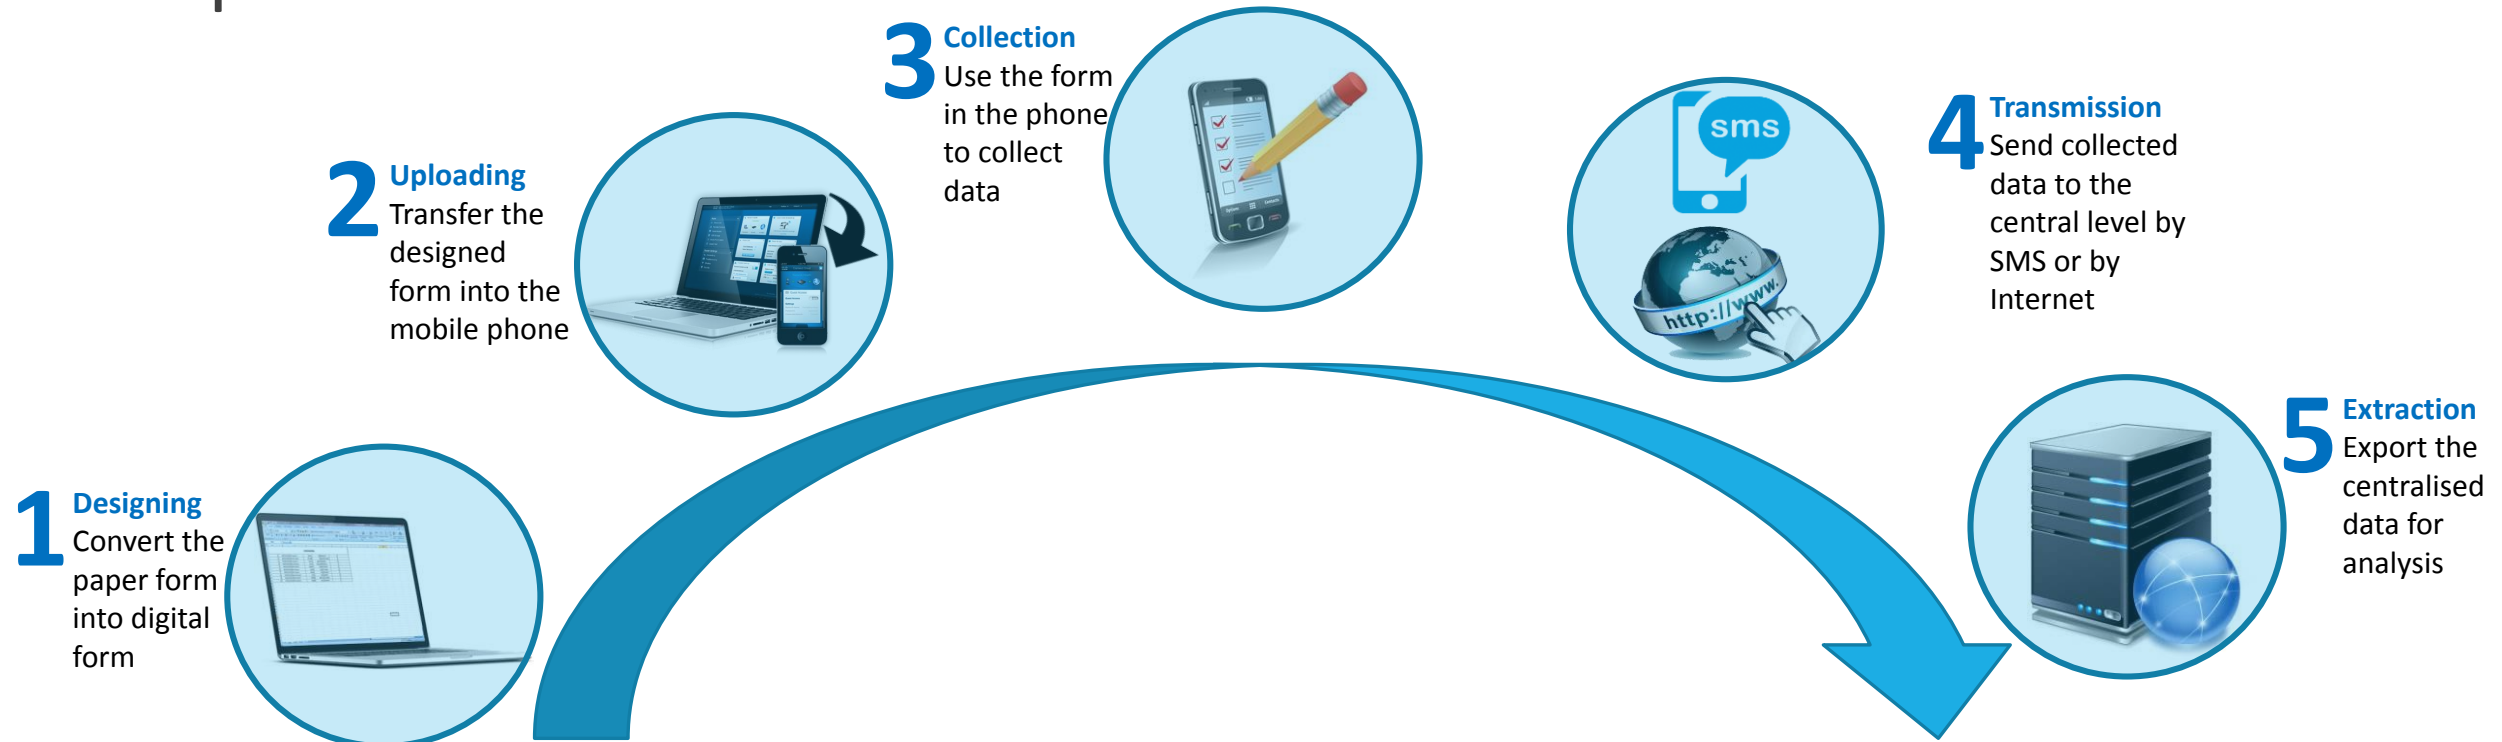 1
Designing
Convert the
paper form
into digital
form
2
Uploading
Transfer the
designed
form into the
mobile phone
3
Collection
Use the form
in the phone
to collect
data
sms
http://www.
4
Transmission
Send collected
data to the
central level by
SMS or by
Internet
5
Extraction
Export the
centralised
data for
analysis